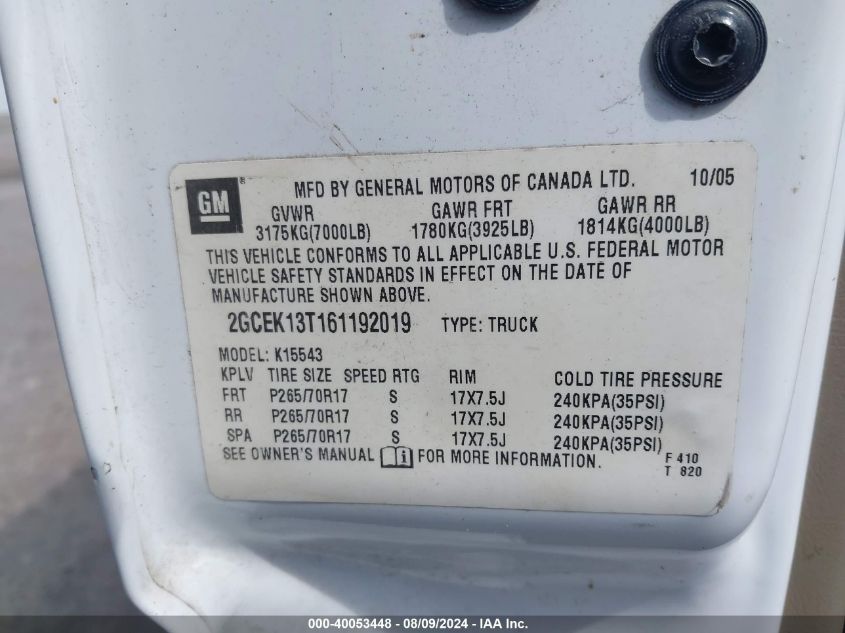 GM ®
MFD BY GENERAL MOTORS OF CANADA LTD. 10/05
GVWR GAWR FRT GAWR RR
3175KG(7000LB) 1780KG(3925LB) 1814KG(4000LB)
THIS VEHICLE CONFORMS TO ALL APPLICABLE U.S. FEDERAL MOTOR
VEHICLE SAFETY STANDARDS IN EFFECT ON THE DATE OF
MANUFACTURE SHOWN ABOVE.
2GCEK13T161192019 TYPE: TRUCK
MODEL: K15543
KPLV TIRE SIZE SPEED RTG RIM COLD TIRE PRESSURE
FRT P265/70R17 S 17X7.5J 240KPA(35PSI)
RR P265/70R17 S 17X7.5J 240KPA(35PSI)
SPA P265/70R17 S 17X7.5J 240KPA(35PSI)
SEE OWNER'S MANUAL i FOR MORE INFORMATION. F 410
T 820
000-40053448 - 08/09/2024 - IAA Inc.